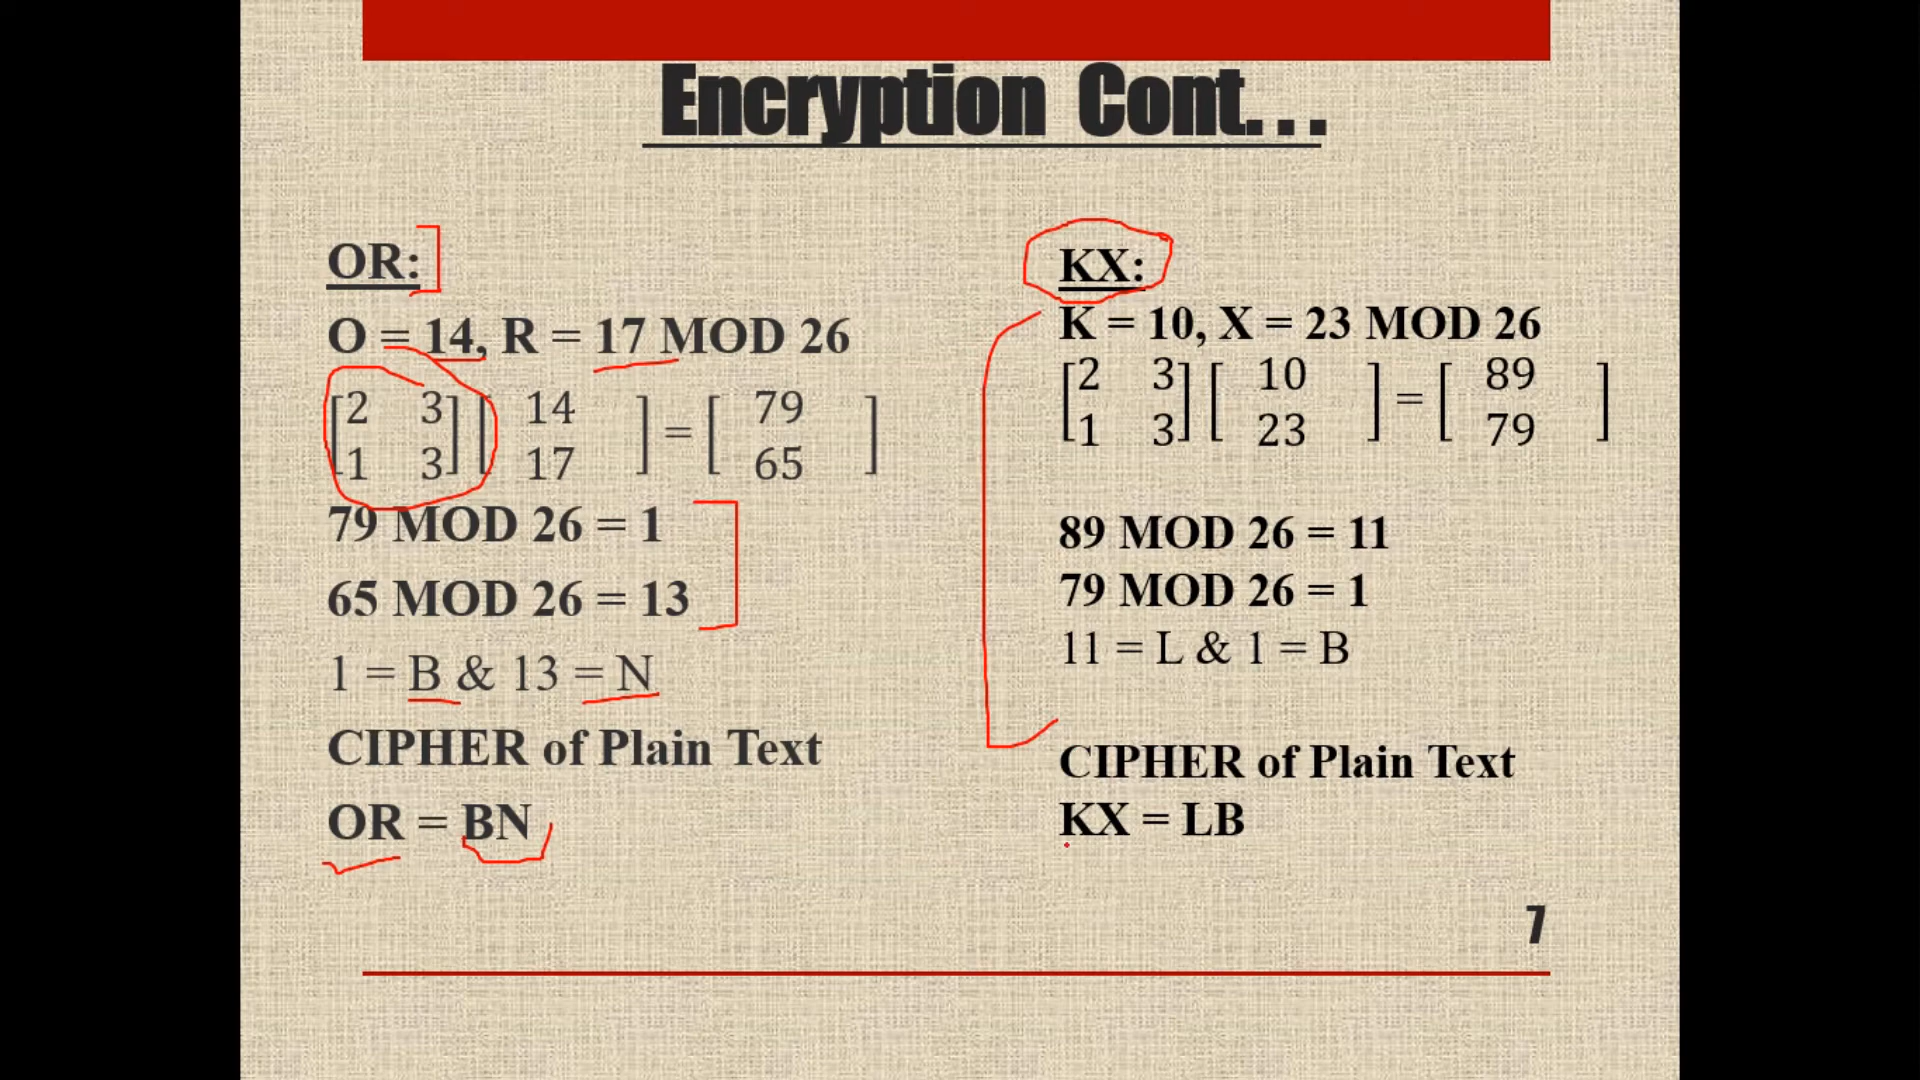 Encryption Cont...
OR:
O = 14, R = 17 MOD 26
[2 3] [14] = [79]
[1 3] [17] = [65]
79 MOD 26 = 1
65 MOD 26 = 13
1 = B & 13 = N
CIPHER of Plain Text
OR = BN
KX:
K = 10, X = 23 MOD 26
[2 3] [10] = [89]
[1 3] [23] = [79]
89 MOD 26 = 11
79 MOD 26 = 1
11 = L & 1 = B
CIPHER of Plain Text
KX = LB
7